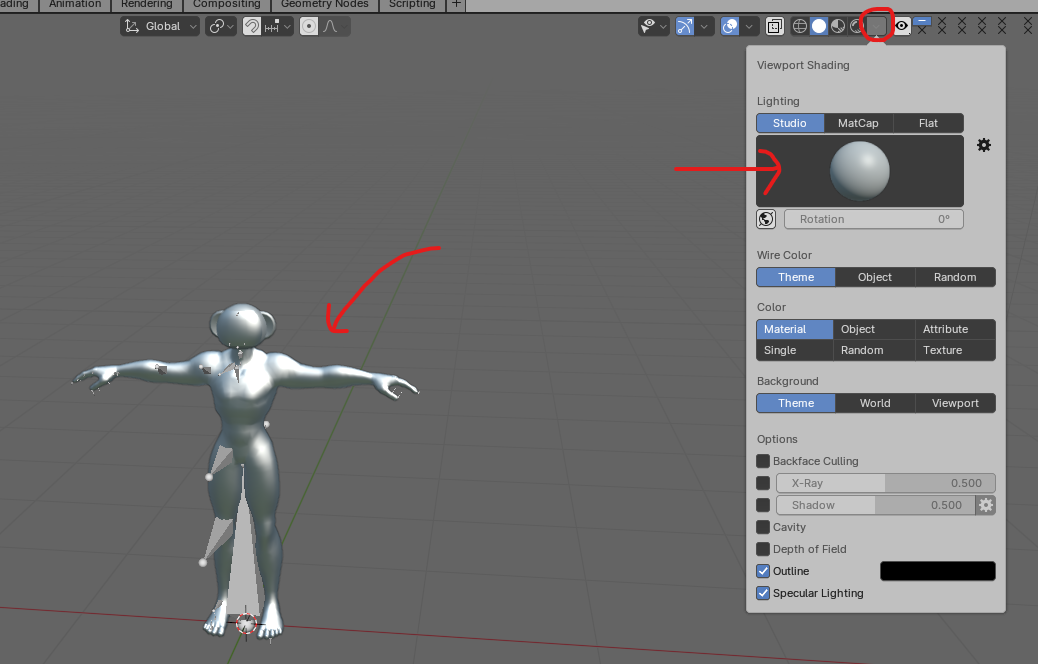 ading Animation Rendering Compositing Geometry Nodes Scripting +
Global
Viewport Shading
Lighting
Studio MatCap Flat
Rotation 0°
Wire Color
Theme Object Random
Color
Material Object Attribute
Single Random Texture
Background
Theme World Viewport
Options
Backface Culling
X-Ray 0.500
Shadow 0.500
Cavity
Depth of Field
Outline
Specular Lighting